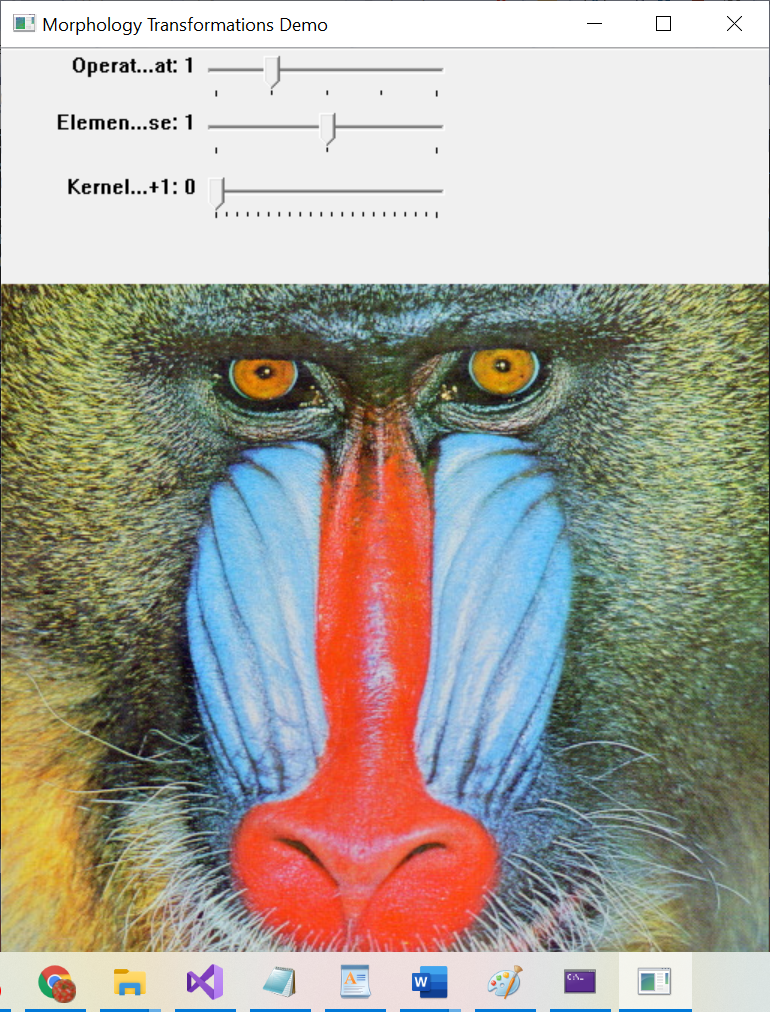 Morphology Transformations Demo
Operat...at: 1
Elemen...se: 1
Kernel...+1: 0